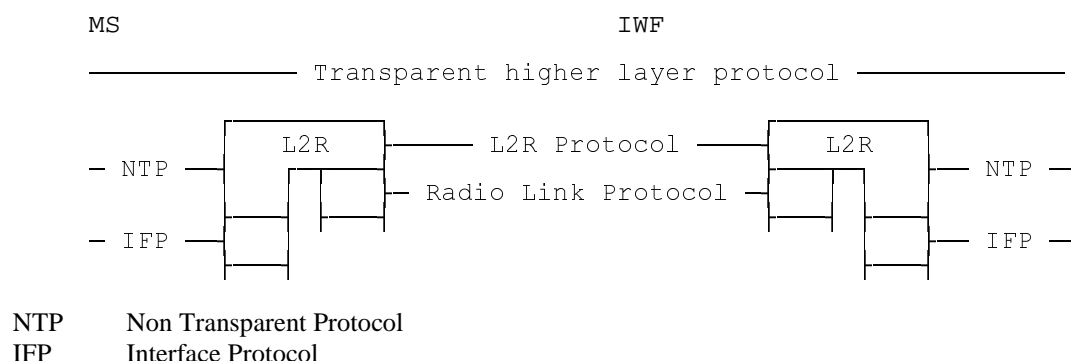 MS IWF
Transparent higher layer protocol
L2R L2R Protocol L2R
NTP NTP
Radio Link Protocol
IFP IFP
NTP Non Transparent Protocol
IFP Interface Protocol